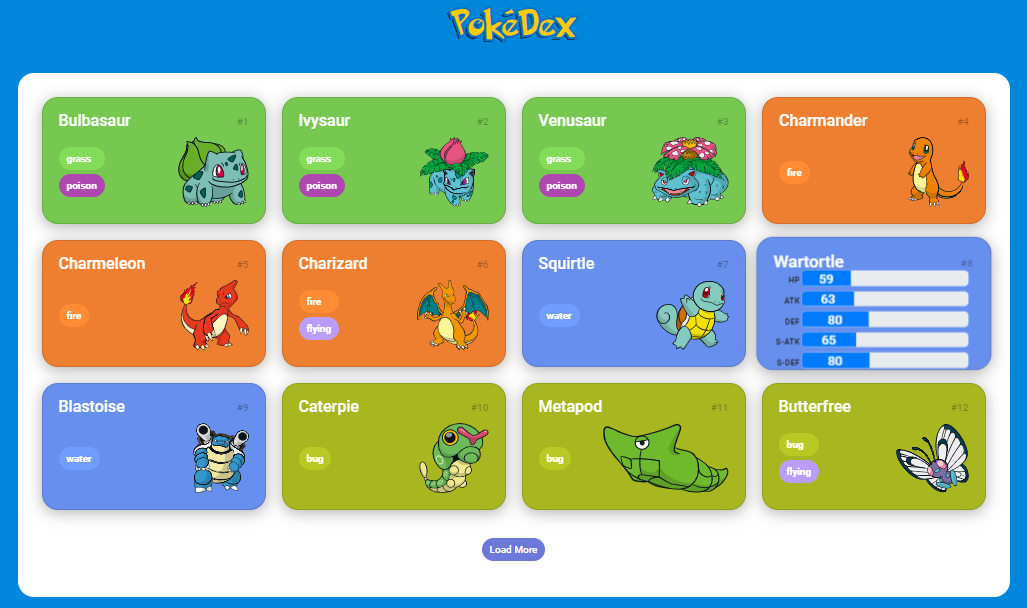 PokéDex
Bulbasaur #1
grass
poison
Ivysaur #2
grass
poison
Venusaur #3
grass
poison
Charmander #4
fire
Charmeleon #5
fire
Charizard #6
fire
flying
Squirtle #7
water
Wartortle #8
HP 59
ATK 63
DEF 80
S-ATK 65
S-DEF 80
Blastoise #9
water
Caterpie #10
bug
Metapod #11
bug
Butterfree #12
bug
flying
Load More